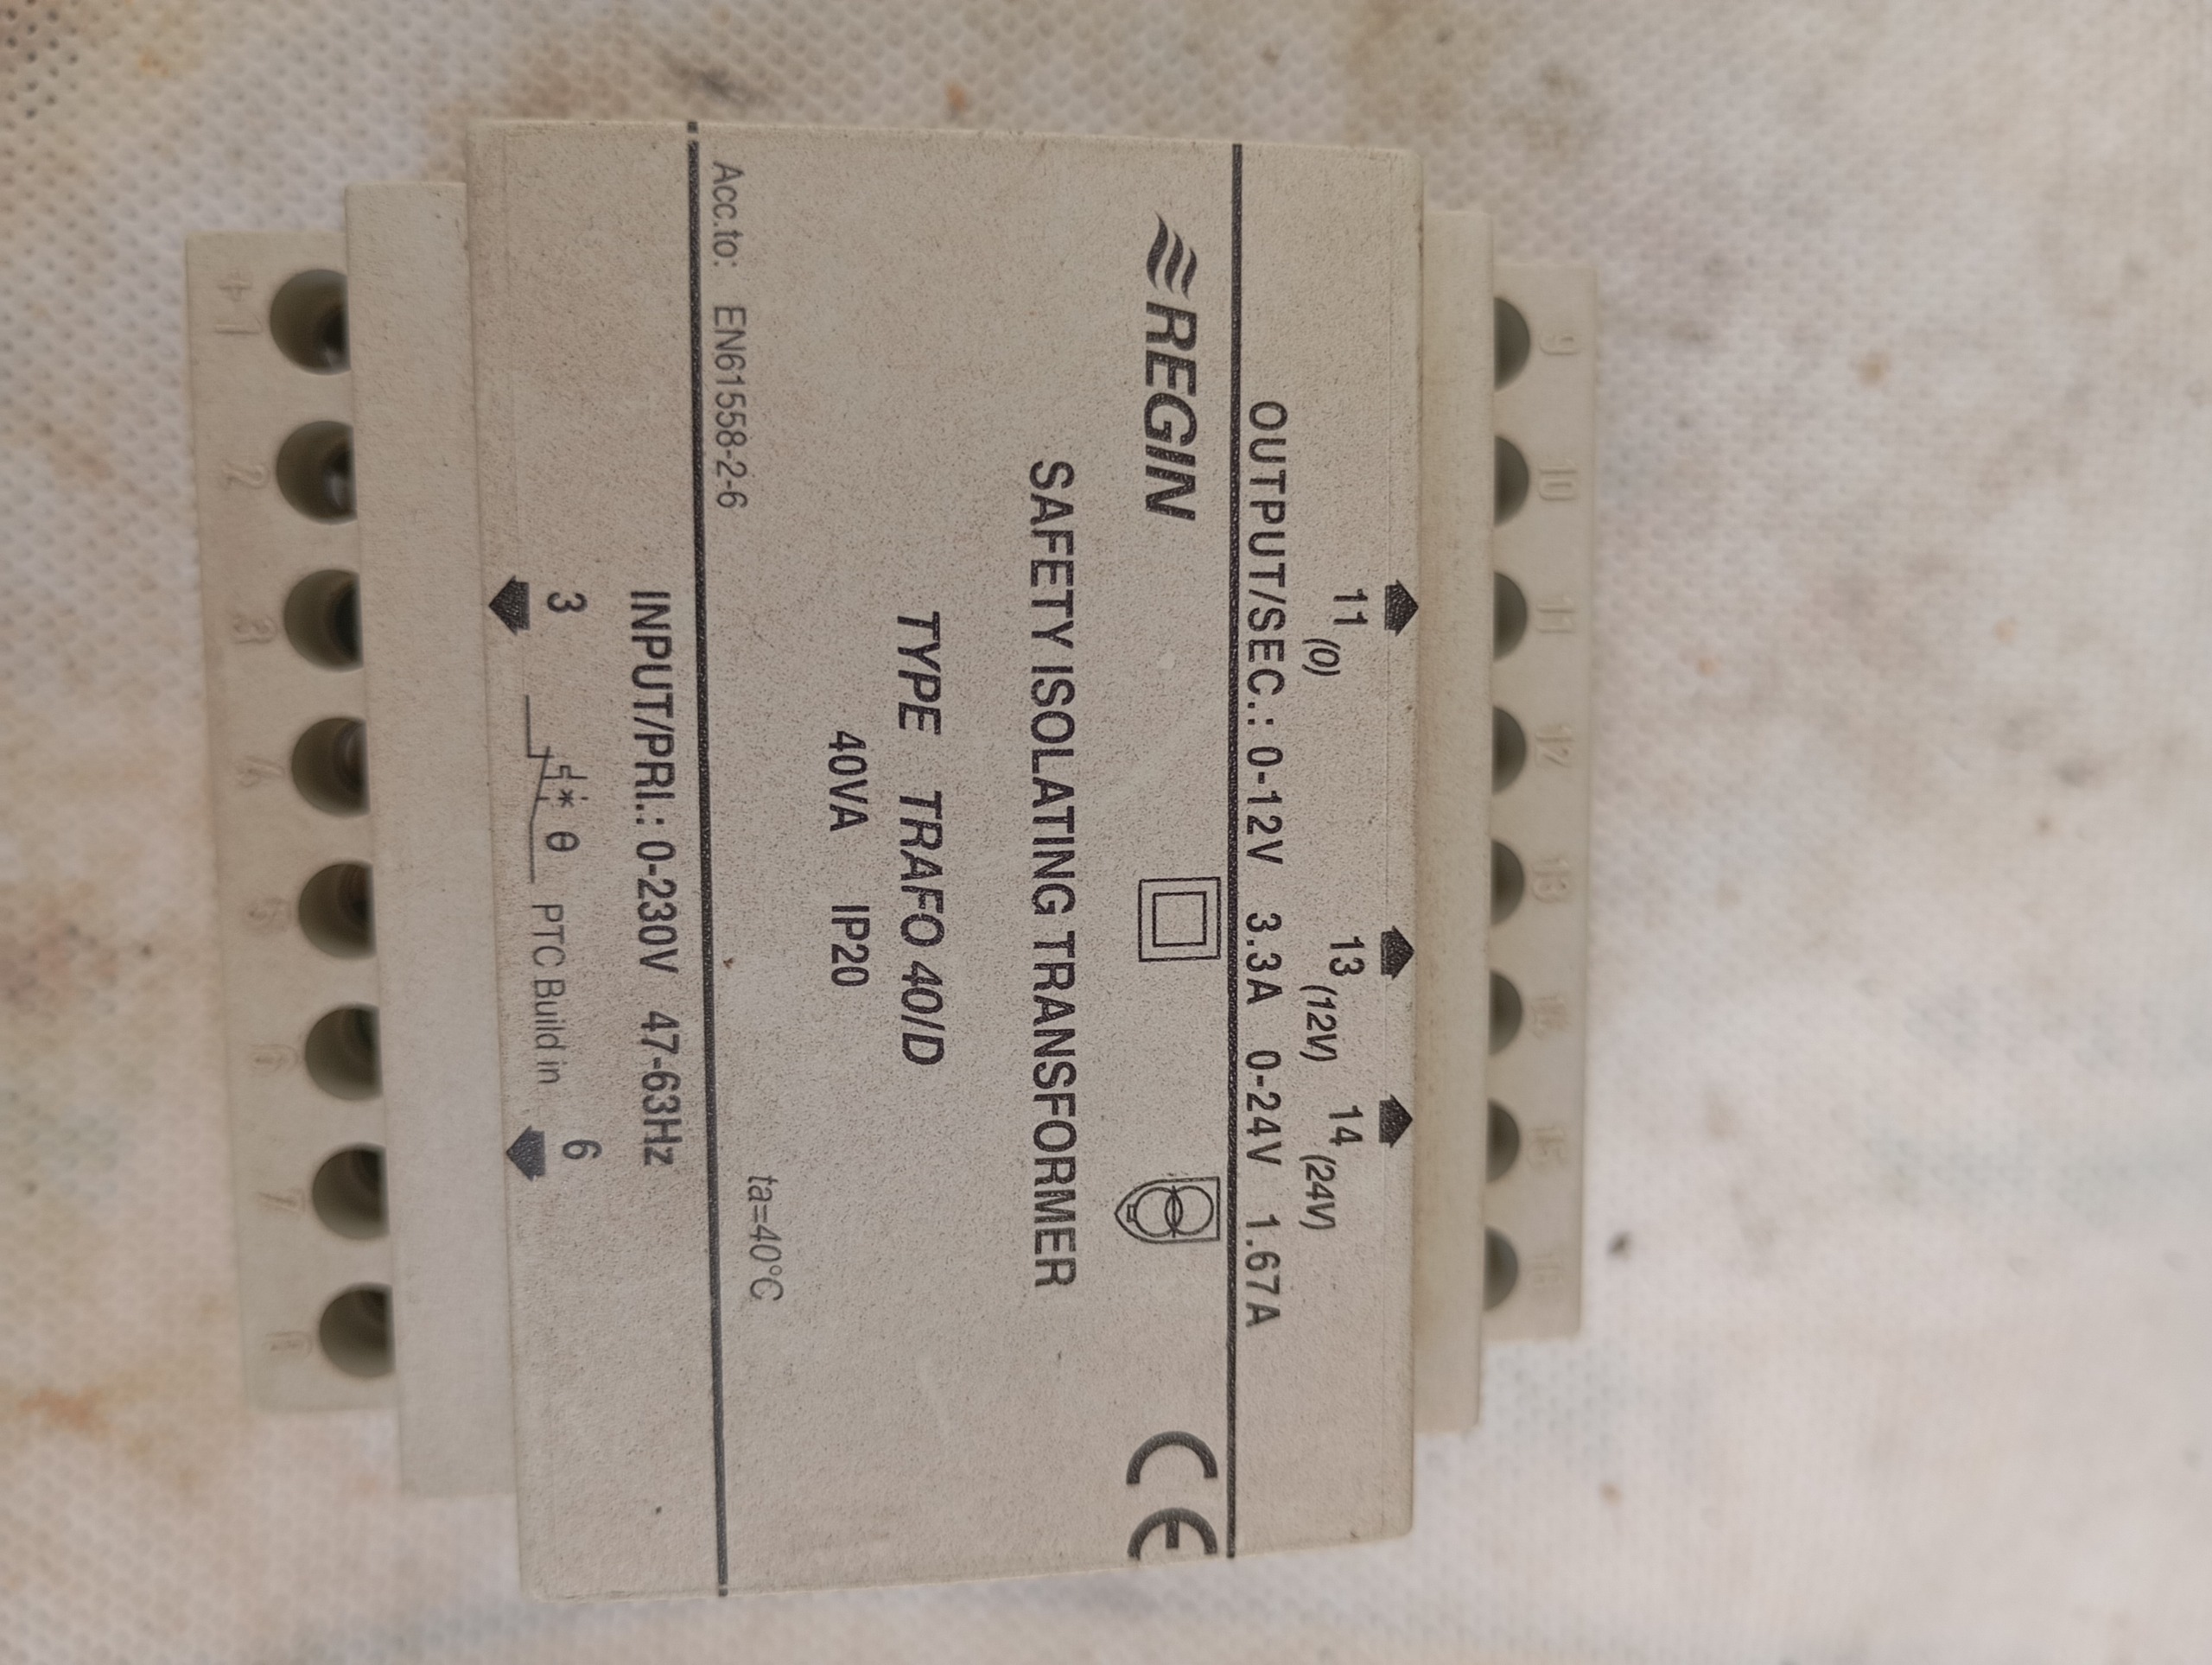 9 10 11 12 13 14 15 16
11 (0) 13 (12V) 14 (24V)
OUTPUT/SEC.: 0-12V 3.3A 0-24V 1.67A
REGIN CE
SAFETY ISOLATING TRANSFORMER
TYPE TRAFO 40/D
40VA IP20
Acc.to: EN61558-2-6 ta=40°C
INPUT/PRI.: 0-230V 47-63Hz
3 * θ PTC Build in 6
1 2 3 4 5 6 7 8